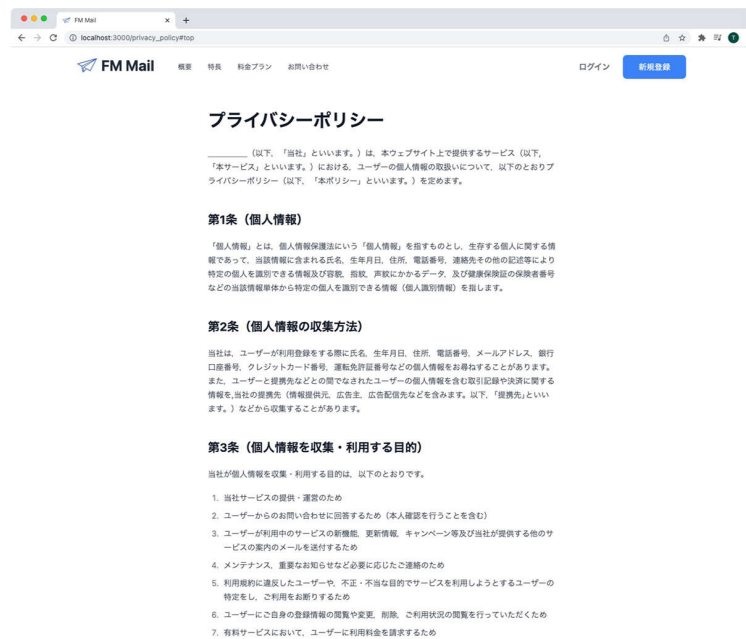 FM Mail
localhost:3000/privacy_policy#top
T
FM Mail 概要 特長 料金プラン お問い合わせ ログイン 新規登録
プライバシーポリシー
________（以下，「当社」といいます。）は，本ウェブサイト上で提供するサービス（以下，
「本サービス」といいます。）における，ユーザーの個人情報の取扱いについて，以下のとおりプ
ライバシーポリシー（以下，「本ポリシー」といいます。）を定めます。
第1条（個人情報）
「個人情報」とは，個人情報保護法にいう「個人情報」を指すものとし，生存する個人に関する情
報であって，当該情報に含まれる氏名，生年月日，住所，電話番号，連絡先その他の記述等により
特定の個人を識別できる情報及び容貌，指紋，声紋にかかるデータ，及び健康保険証の保険者番号
などの当該情報単体から特定の個人を識別できる情報（個人識別情報）を指します。
第2条（個人情報の収集方法）
当社は，ユーザーが利用登録をする際に氏名，生年月日，住所，電話番号，メールアドレス，銀行
口座番号，クレジットカード番号，運転免許証番号などの個人情報をお尋ねすることがあります。
また，ユーザーと提携先などとの間でなされたユーザーの個人情報を含む取引記録や決済に関する
情報を,当社の提携先（情報提供元，広告主，広告配信先などを含みます。以下，｢提携先｣といい
ます。）などから収集することがあります。
第3条（個人情報を収集・利用する目的）
当社が個人情報を収集・利用する目的は，以下のとおりです。
1. 当社サービスの提供・運営のため
2. ユーザーからのお問い合わせに回答するため（本人確認を行うことを含む）
3. ユーザーが利用中のサービスの新機能，更新情報，キャンペーン等及び当社が提供する他のサ
ービスの案内のメールを送付するため
4. メンテナンス，重要なお知らせなど必要に応じたご連絡のため
5. 利用規約に違反したユーザーや，不正・不当な目的でサービスを利用しようとするユーザーの
特定をし，ご利用をお断りするため
6. ユーザーにご自身の登録情報の閲覧や変更，削除，ご利用状況の閲覧を行っていただくため
7. 有料サービスにおいて，ユーザーに利用料金を請求するため